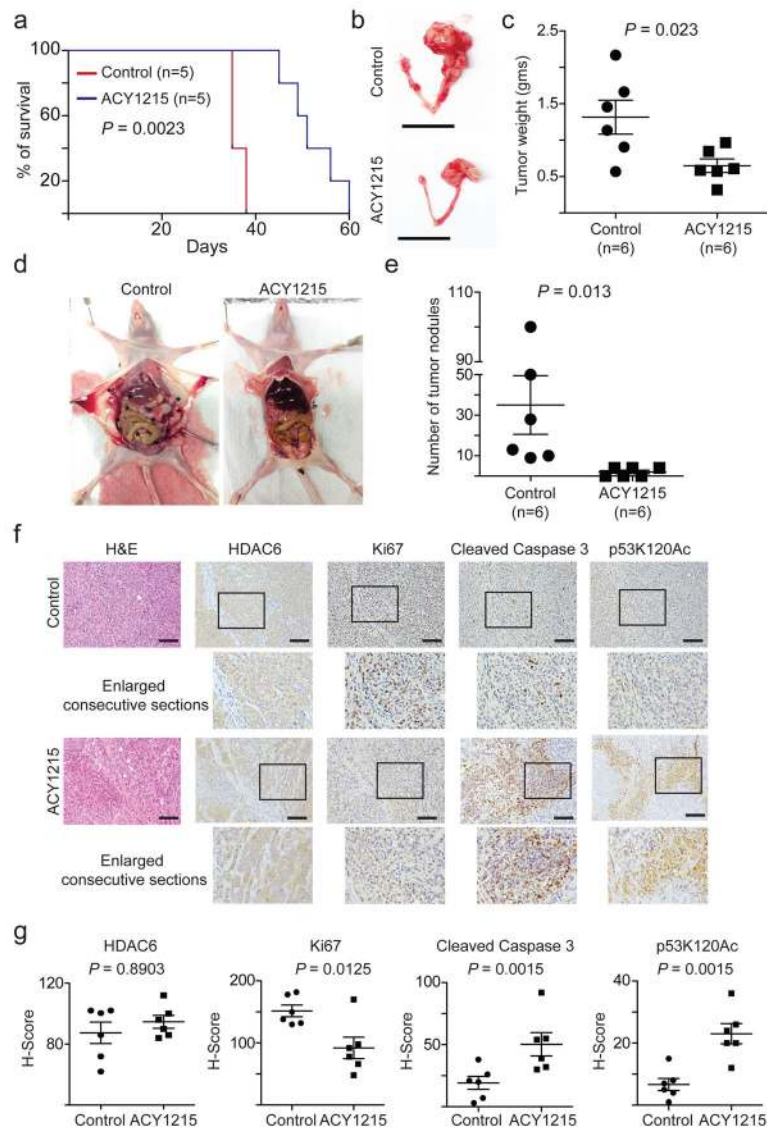 a
% of survival
100
80
60
40
20
Control (n=5)
ACY1215 (n=5)
P = 0.0023
20
40
60
Days
b
Control
ACY1215
c
Tumor weight (gms)
2.5
1.5
0.5
P = 0.023
Control
(n=6)
ACY1215
(n=6)
d
Control
ACY1215
e
Number of tumor nodules
110
90
50
30
10
P = 0.013
Control
(n=6)
ACY1215
(n=6)
f
H&E
HDAC6
Ki67
Cleaved Caspase 3
p53K120Ac
Control
Enlarged
consecutive sections
ACY1215
Enlarged
consecutive sections
g
HDAC6
P = 0.8903
H-Score
120
80
Control ACY1215
Ki67
P = 0.0125
H-Score
200
100
Control ACY1215
Cleaved Caspase 3
P = 0.0015
H-Score
100
50
0
Control ACY1215
p53K120Ac
P = 0.0015
H-Score
40
20
0
Control ACY1215